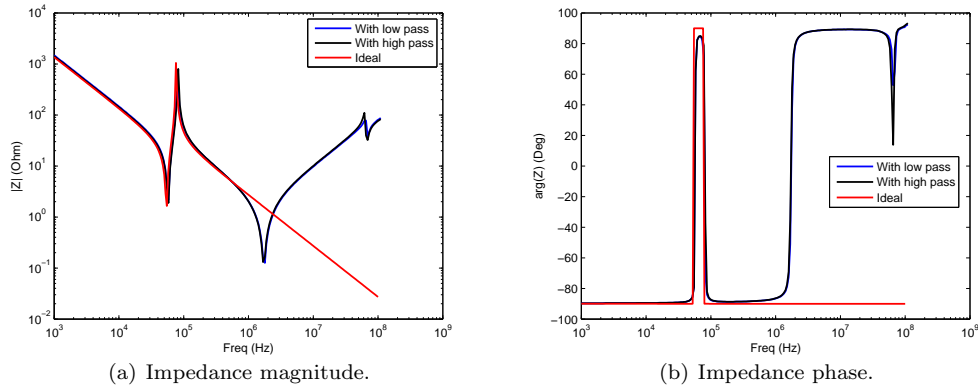 10^4
With low pass
With high pass
Ideal
10^3
10^2
10^1
10^0
10^-1
10^-2
|Z| (Ohm)
10^3 10^4 10^5 10^6 10^7 10^8 10^9
Freq (Hz)
(a) Impedance magnitude.
100
80
60
40
20
0
-20
-40
-60
-80
-100
arg(Z) (Deg)
With low pass
With high pass
Ideal
10^3 10^4 10^5 10^6 10^7 10^8 10^9
Freq (Hz)
(b) Impedance phase.